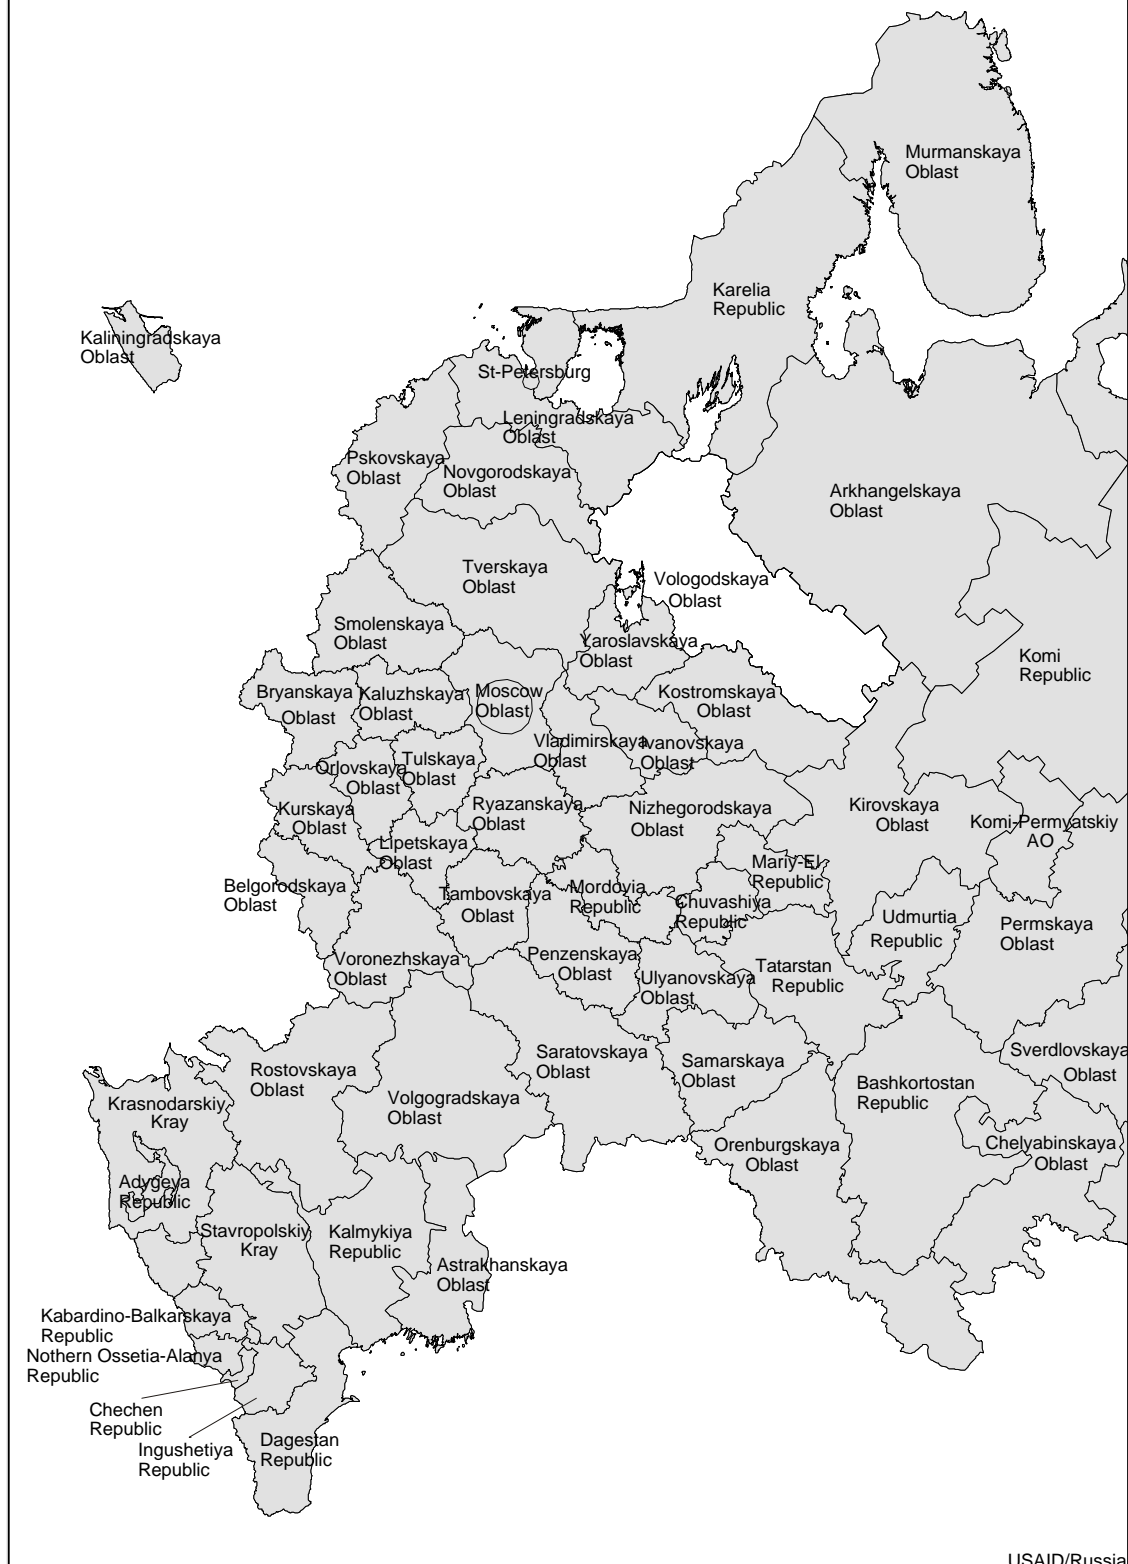 Murmanskaya
Oblast
Karelia
Republic
Kaliningradskaya
Oblast
St-Petersburg
Leningradskaya
Oblast
Pskovskaya
Oblast
Novgorodskaya
Oblast
Arkhangelskaya
Oblast
Tverskaya
Oblast
Vologodskaya
Oblast
Smolenskaya
Oblast
Yaroslavskaya
Oblast
Komi
Republic
Bryanskaya
Oblast
Kaluzhskaya
Oblast
Moscow
Oblast
Kostromskaya
Oblast
Vladimirskaya
Oblast
Ivanovskaya
Oblast
Orlovskaya
Oblast
Tulskaya
Oblast
Kurskaya
Oblast
Ryazanskaya
Oblast
Nizhegorodskaya
Oblast
Kirovskaya
Oblast
Komi-Permyatskiy
AO
Lipetskaya
Oblast
Mariy-El
Republic
Belgorodskaya
Oblast
Tambovskaya
Oblast
Mordovia
Republic
Chuvashiya
Republic
Udmurtia
Republic
Permskaya
Oblast
Voronezhskaya
Oblast
Penzenskaya
Oblast
Ulyanovskaya
Oblast
Tatarstan
Republic
Rostovskaya
Oblast
Saratovskaya
Oblast
Samarskaya
Oblast
Sverdlovskaya
Oblast
Bashkortostan
Republic
Krasnodarskiy
Kray
Volgogradskaya
Oblast
Orenburgskaya
Oblast
Chelyabinskaya
Oblast
Adygeya
Republic
Stavropolskiy
Kray
Kalmykiya
Republic
Astrakhanskaya
Oblast
Kabardino-Balkarskaya
Republic
Nothern Ossetia-Alanya
Republic
Chechen
Republic
Ingushetiya
Republic
Dagestan
Republic
USAID/Russia